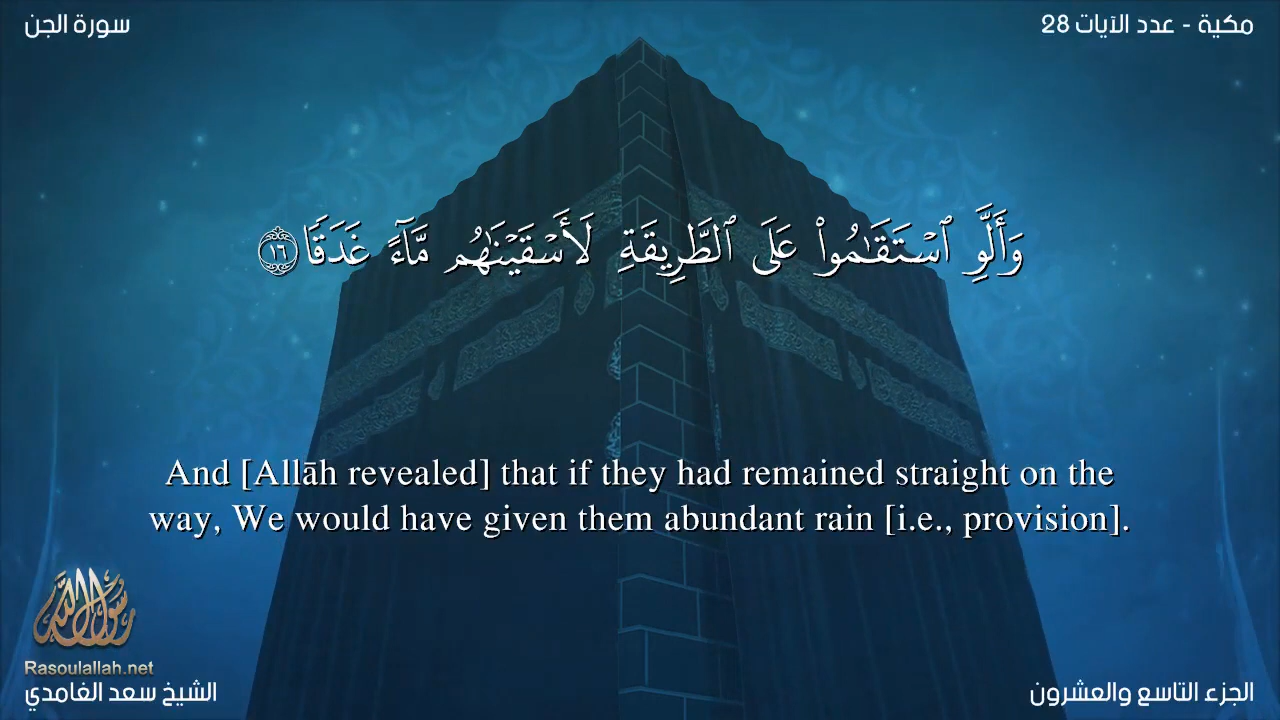 مكية - عدد الآيات 28
سورة الجن
وَأَلَّوِ ٱسْتَقَـٰمُوا۟ عَلَى ٱلطَّرِيقَةِ لَأَسْقَيْنَـٰهُم مَّآءً غَدَقًا ١٦
And [Allāh revealed] that if they had remained straight on the
way, We would have given them abundant rain [i.e., provision].
رسول الله
Rasoulallah.net
الجزء التاسع والعشرون
الشيخ سعد الغامدي